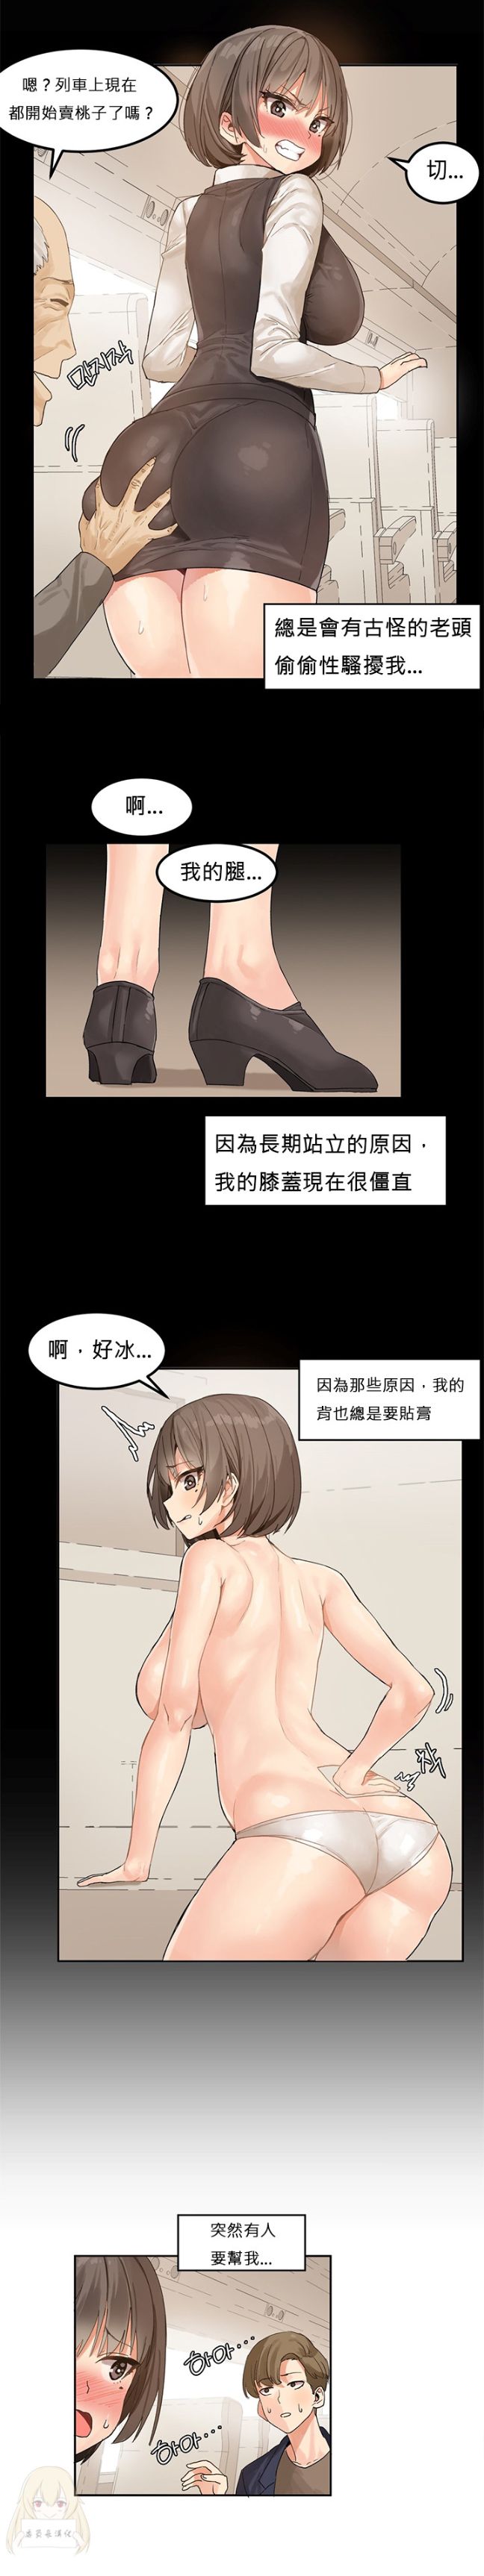 嗯？列車上現在
都開始賣桃子了嗎？
切...
總是會有古怪的老頭
偷偷性騷擾我...
啊...
我的腿...
因為長期站立的原因，
我的膝蓋現在很僵直
啊，好冰...
因為那些原因，我的
背也總是要貼膏
突然有人
要幫我...
하아...
하아...